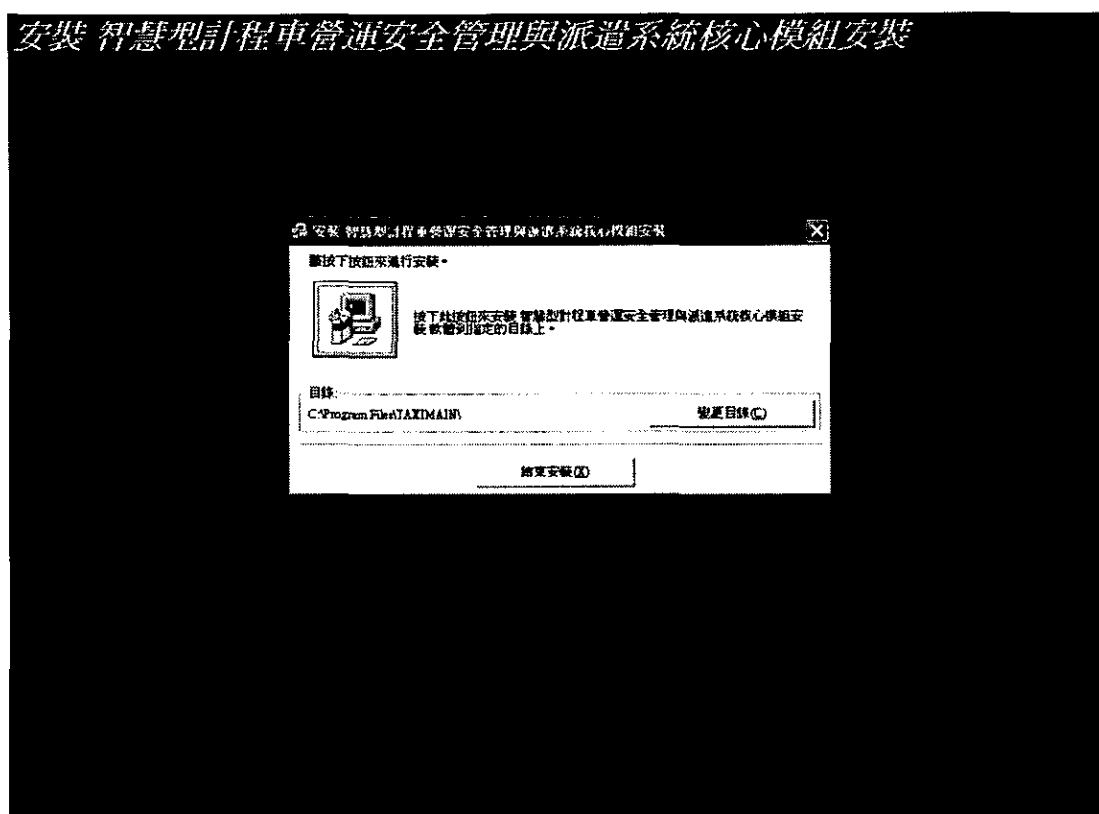 安裝 智慧型計程車營運安全管理與派遣系統核心模組安裝
安裝 智慧型計程車營運安全管理與派遣系統核心模組安裝
請按下按鈕來進行安裝。
按下此按鈕來安裝 智慧型計程車營運安全管理與派遣系統核心模組安
裝 軟體到指定的目錄上。
目錄:
C:\Program Files\TAXIMAIN\
變更目錄(C)
結束安裝(X)